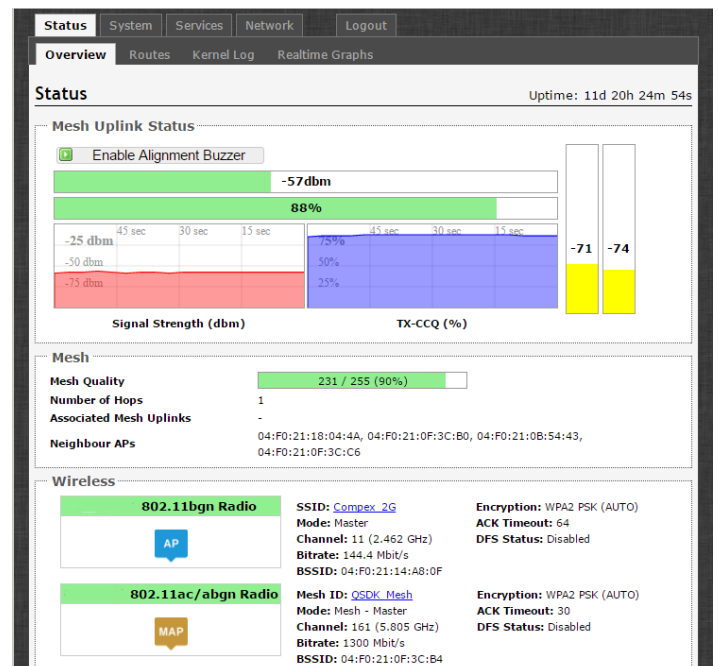 Status System Services Network Logout
Overview Routes Kernel Log Realtime Graphs
Status Uptime: 11d 20h 24m 54s
Mesh Uplink Status
Enable Alignment Buzzer
-57dbm
88%
45 sec 30 sec 15 sec 45 sec 30 sec 15 sec
-25 dbm 75%
-71 -74
-50 dbm 50%
-75 dbm 25%
Signal Strength (dbm) TX-CCQ (%)
Mesh
Mesh Quality 231 / 255 (90%)
Number of Hops 1
Associated Mesh Uplinks -
Neighbour APs 04:F0:21:18:04:4A, 04:F0:21:0F:3C:B0, 04:F0:21:0B:54:43,
04:F0:21:0F:3C:C6
Wireless
802.11bgn Radio SSID: Compex_2G Encryption: WPA2 PSK (AUTO)
Mode: Master ACK Timeout: 64
AP Channel: 11 (2.462 GHz) DFS Status: Disabled
Bitrate: 144.4 Mbit/s
BSSID: 04:F0:21:14:A8:0F
802.11ac/abgn Radio Mesh ID: QSDK_Mesh Encryption: WPA2 PSK (AUTO)
Mode: Mesh - Master ACK Timeout: 30
MAP Channel: 161 (5.805 GHz) DFS Status: Disabled
Bitrate: 1300 Mbit/s
BSSID: 04:F0:21:0F:3C:B4